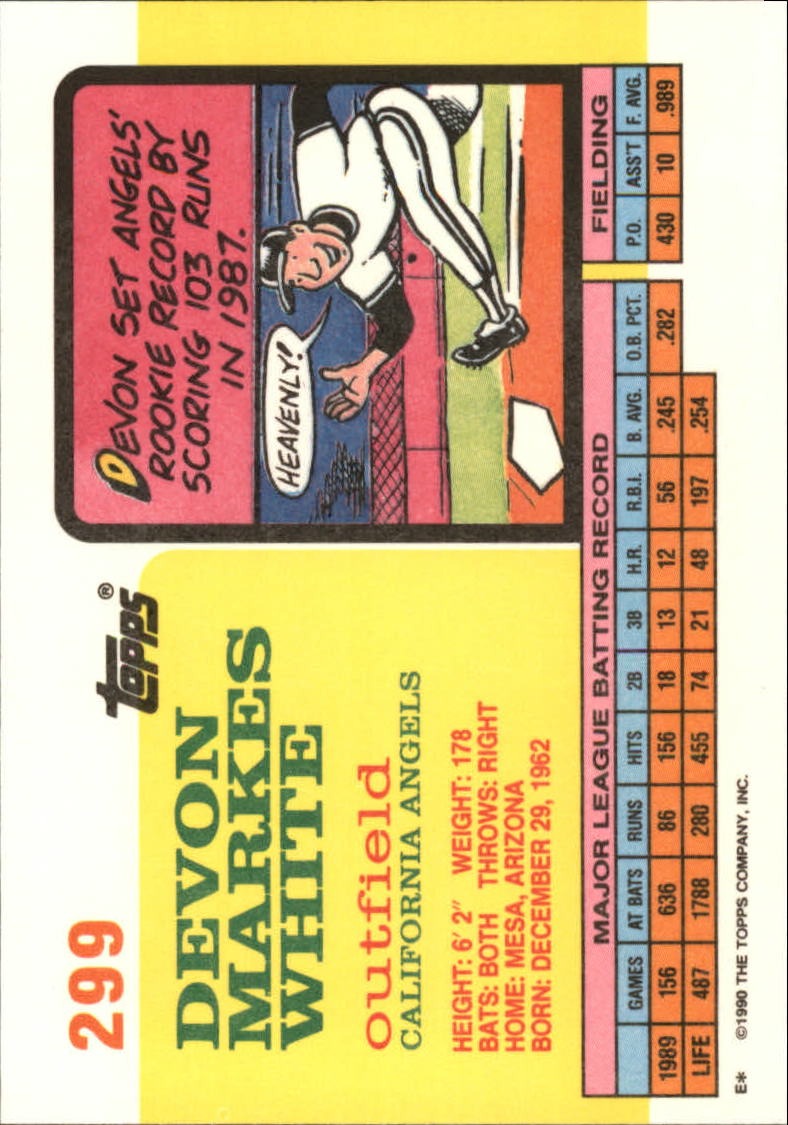 299
topps®
DEVON
MARKES
WHITE
outfield
CALIFORNIA ANGELS
HEIGHT: 6' 2" WEIGHT: 178
BATS: BOTH THROWS: RIGHT
HOME: MESA, ARIZONA
BORN: DECEMBER 29, 1962
DEVON SET ANGELS'
ROOKIE RECORD BY
SCORING 103 RUNS
IN 1987.
HEAVENLY!
MAJOR LEAGUE BATTING RECORD FIELDING
GAMES AT BATS RUNS HITS 2B 3B H.R. R.B.I. B. AVG. O.B. PCT. P.O. ASS'T F. AVG.
1989 156 636 86 156 18 13 12 56 .245 .282 430 10 .989
LIFE 487 1788 280 455 74 21 48 197 .254
E* ©1990 THE TOPPS COMPANY, INC.